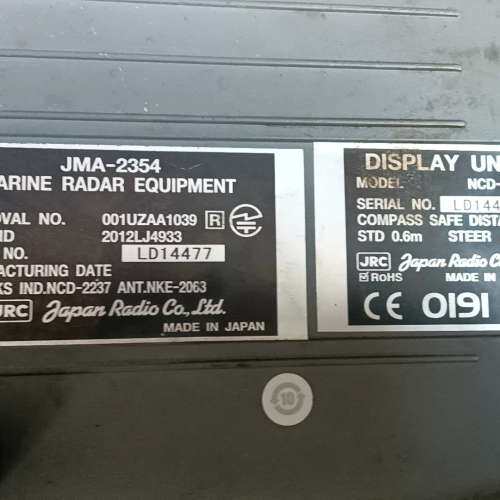 JMA-2354
ARINE RADAR EQUIPMENT
OVAL NO. 001UZAA1039 R
ND 2012LJ4933
NO. LD14477
FACTURING DATE
KS IND.NCD-2237 ANT.NKE-2063
JRC Japan Radio Co., Ltd.
MADE IN JAPAN
DISPLAY UN
MODEL NCD-
SERIAL NO. LD144
COMPASS SAFE DISTA
STD 0.6m STEER
JRC Japan Radio C
RoHS MADE IN
CE 0191
10